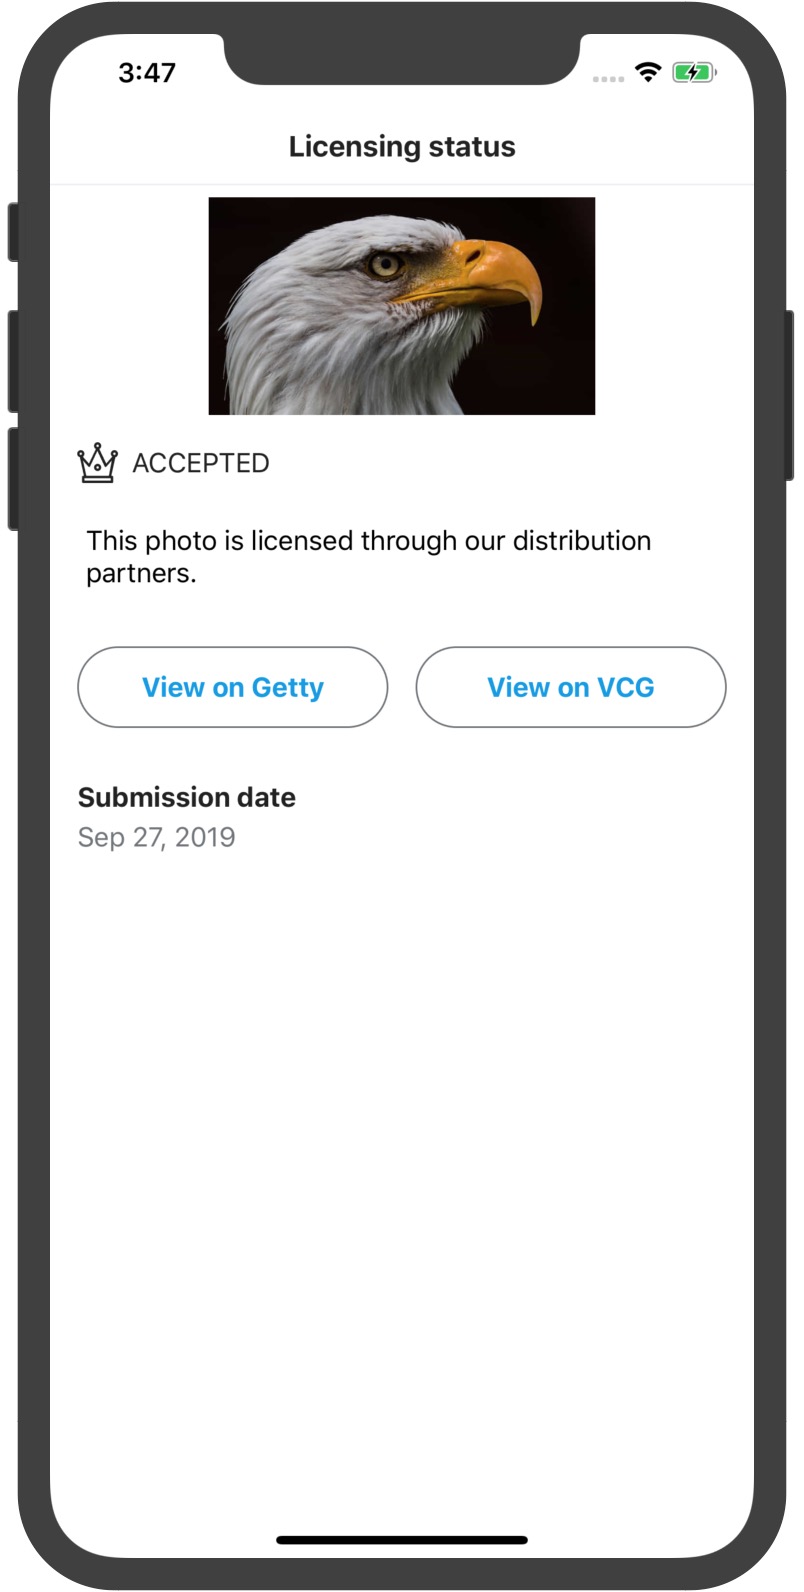 3:47
Licensing status
ACCEPTED
This photo is licensed through our distribution
partners.
View on Getty
View on VCG
Submission date
Sep 27, 2019